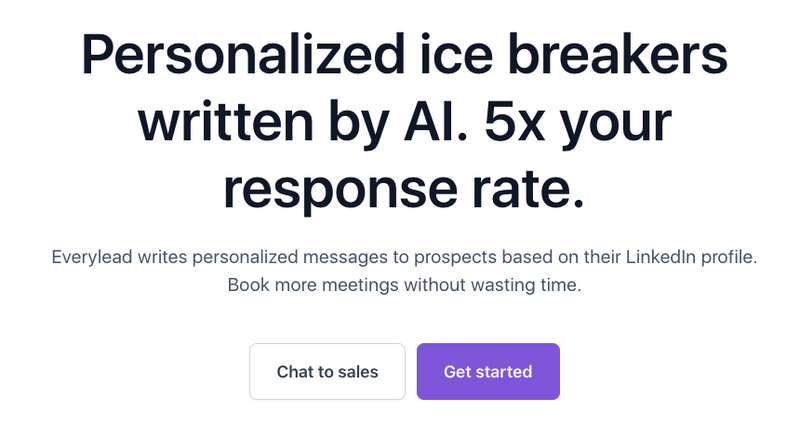 Personalized ice breakers
written by AI. 5x your
response rate.
Everylead writes personalized messages to prospects based on their LinkedIn profile.
Book more meetings without wasting time.
Chat to sales
Get started